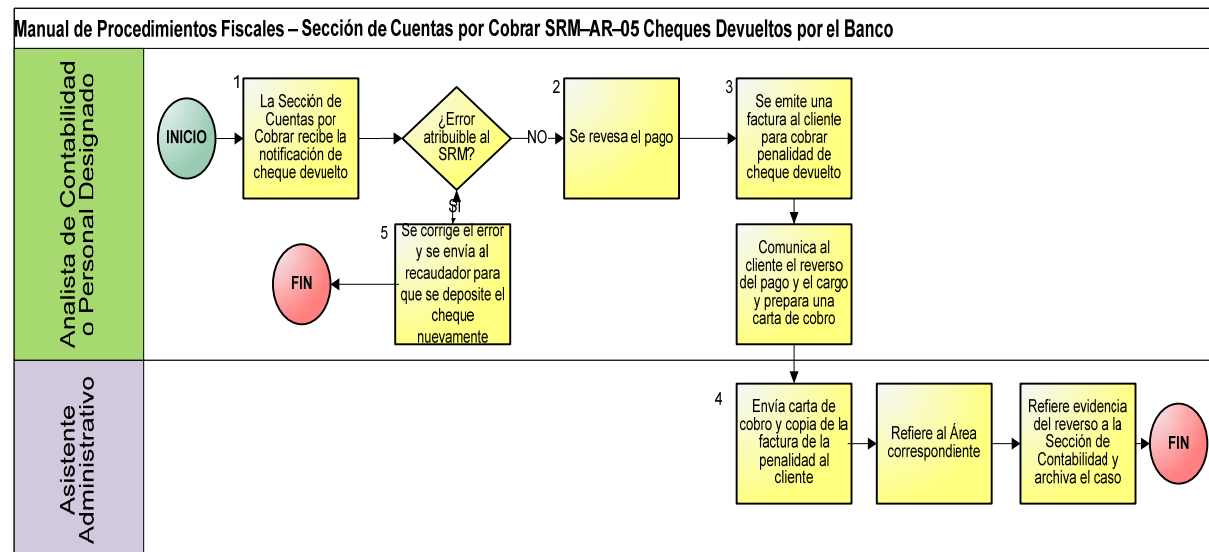 Manual de Procedimientos Fiscales – Sección de Cuentas por Cobrar SRM–AR–05 Cheques Devueltos por el Banco
Analista de Contabilidad
o Personal Designado
INICIO
1
La Sección de
Cuentas por
Cobrar recibe la
notificación de
cheque devuelto
¿Error
atribuible al
SRM?
NO
2
Se revesa el pago
3
Se emite una
factura al cliente
para cobrar
penalidad de
cheque devuelto
SÍ
5
Se corrige el error
y se envía al
recaudador para
que se deposite el
cheque
nuevamente
FIN
Comunica al
cliente el reverso
del pago y el cargo
y prepara una
carta de cobro
Asistente
Administrativo
4
Envía carta de
cobro y copia de la
factura de la
penalidad al
cliente
Refiere al Área
correspondiente
Refiere evidencia
del reverso a la
Sección de
Contabilidad y
archiva el caso
FIN